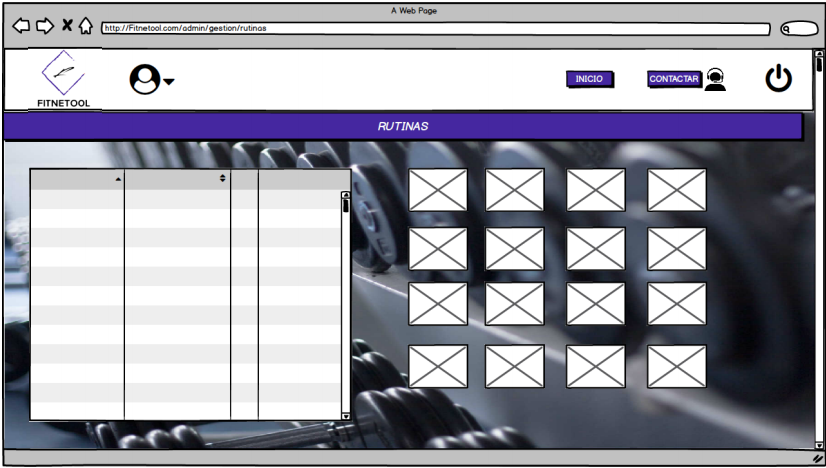 A Web Page
http://Fitnetool.com/admin/gestion/rutinas
FITNETOOL
INICIO
CONTACTAR
RUTINAS